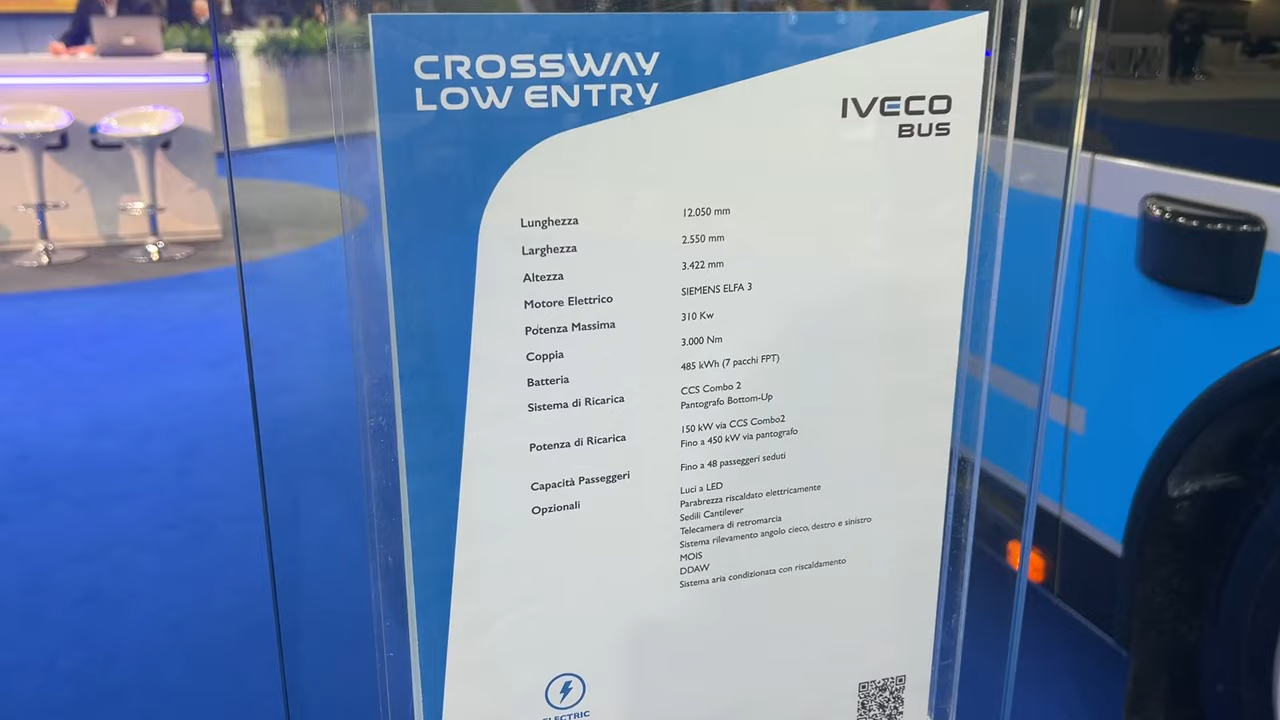 CROSSWAY
LOW ENTRY
IVECO
BUS
Lunghezza 12.050 mm
Larghezza 2.550 mm
Altezza 3.422 mm
Motore Elettrico SIEMENS ELFA 3
Potenza Massima 310 Kw
Coppia 3.000 Nm
Batteria 485 kWh (7 pacchi FPT)
Sistema di Ricarica CCS Combo 2
Pantografo Bottom-Up
Potenza di Ricarica 150 kW via CCS Combo2
Fino a 450 kW via pantografo
Capacità Passeggeri Fino a 48 passeggeri seduti
Opzionali Luci a LED
Parabrezza riscaldato elettricamente
Sedili Cantilever
Telecamera di retromarcia
Sistema rilevamento angolo cieco, destro e sinistro
MOIS
DDAW
Sistema aria condizionata con riscaldamento
ELECTRIC